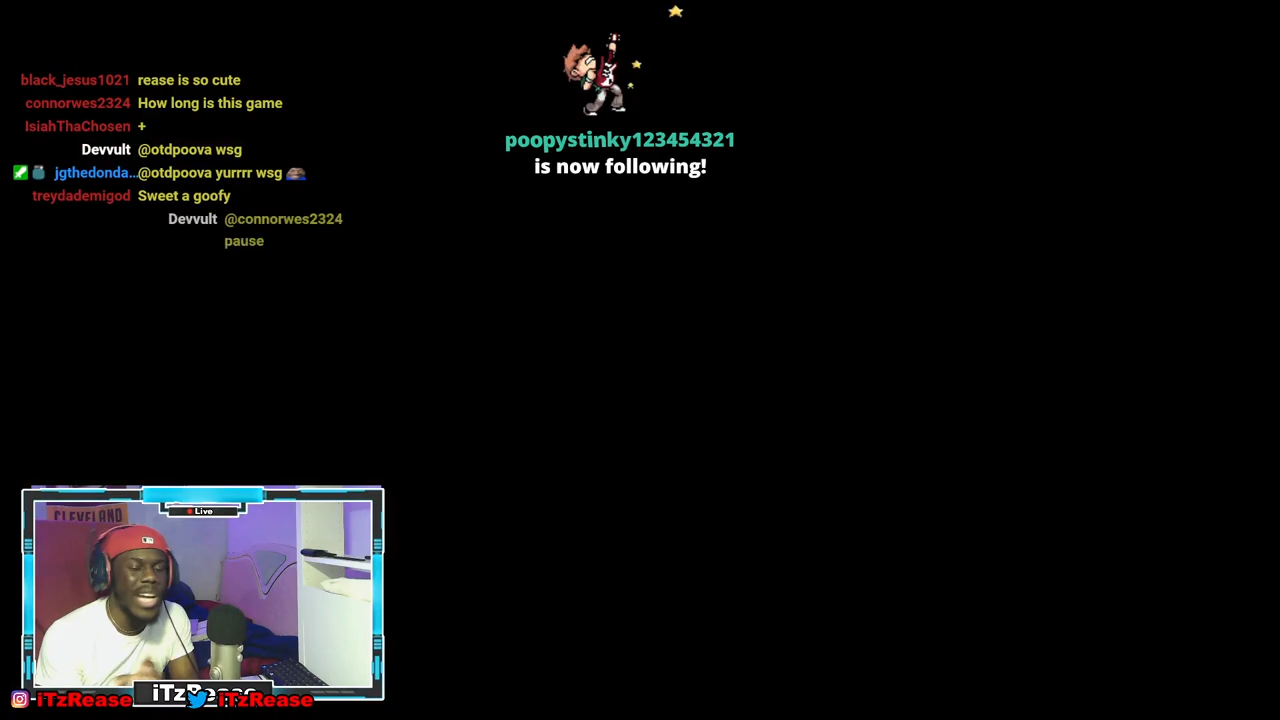 black_jesus1021 rease is so cute
connorwes2324 How long is this game
IsiahThaChosen +
Devvult @otdpoova wsg
jgthedonda… @otdpoova yurrrr wsg
treydademigod Sweet a goofy
Devvult @connorwes2324
pause
poopystinky123454321
is now following!
Live
CLEVELAND
iTzRease
iTzRease
iTzRease